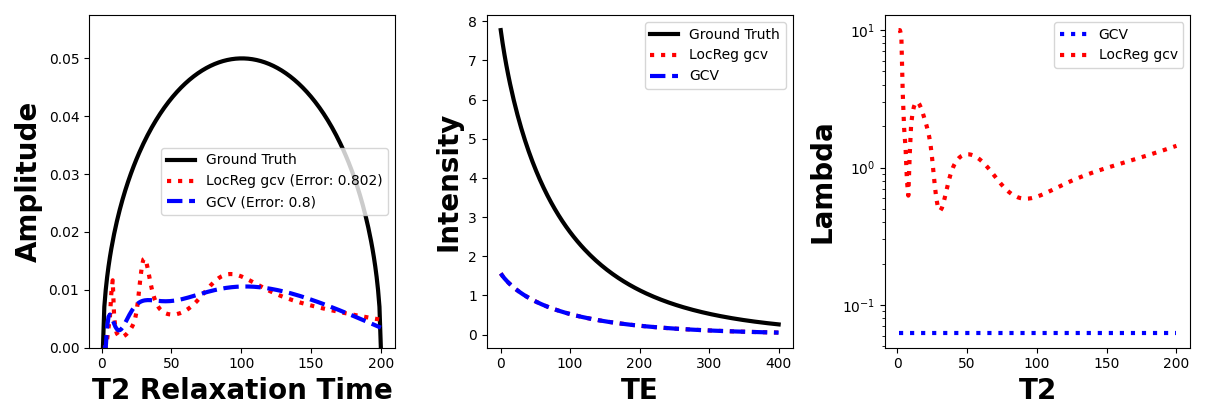 Amplitude
0.05
0.04
0.03
0.02
0.01
0.00
0
50
100
150
200
T2 Relaxation Time
Ground Truth
LocReg gcv (Error: 0.802)
GCV (Error: 0.8)
Intensity
8
7
6
5
4
3
2
1
0
0
100
200
300
400
TE
Ground Truth
LocReg gcv
GCV
Lambda
10¹
10⁰
10⁻¹
0
50
100
150
200
T2
GCV
LocReg gcv